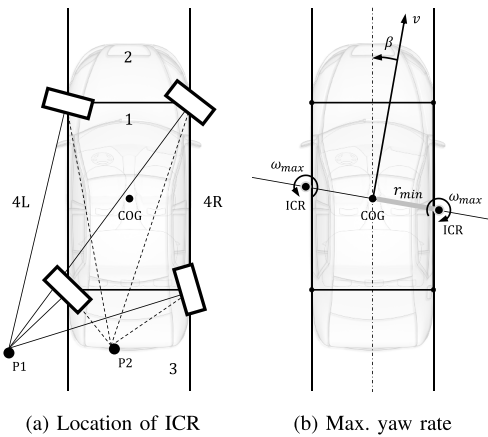 2
1
4L
4R
COG
P1
P2
3
(a) Location of ICR
v
β
ω_max
r_min
ω_max
ICR
COG
ICR
(b) Max. yaw rate